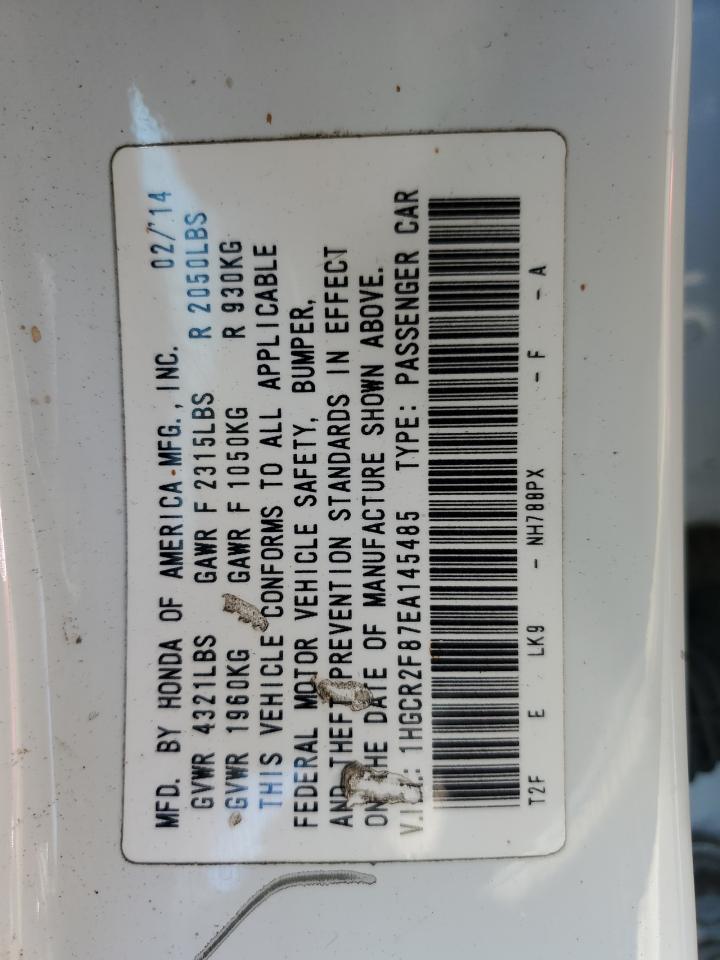 MFD. BY HONDA OF AMERICA MFG., INC. 02/'14
GVWR 4321LBS GAWR F 2315LBS R 2050LBS
GVWR 1960KG GAWR F 1050KG R 930KG
THIS VEHICLE CONFORMS TO ALL APPLICABLE
FEDERAL MOTOR VEHICLE SAFETY, BUMPER,
AND THEFT PREVENTION STANDARDS IN EFFECT
ON THE DATE OF MANUFACTURE SHOWN ABOVE.
V.I.N.: 1HGCR2F87EA145485 TYPE: PASSENGER CAR
T2F E LK9 - NH788PX - F - A